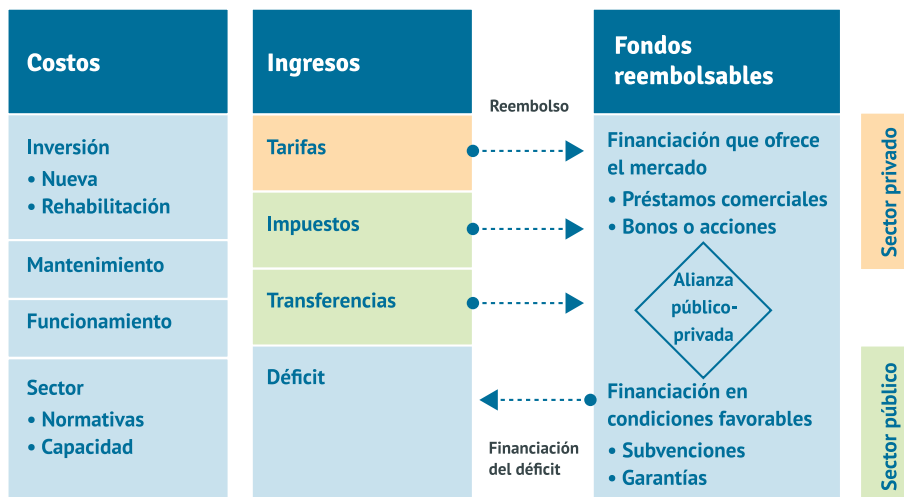 Costos
Inversión
• Nueva
• Rehabilitación
Mantenimiento
Funcionamiento
Sector
• Normativas
• Capacidad
Ingresos
Tarifas
Impuestos
Transferencias
Déficit
Reembolso
Financiación
del déficit
Fondos
reembolsables
Financiación que ofrece
el mercado
• Préstamos comerciales
• Bonos o acciones
Alianza
público-
privada
Financiación en
condiciones favorables
• Subvenciones
• Garantías
Sector privado
Sector público